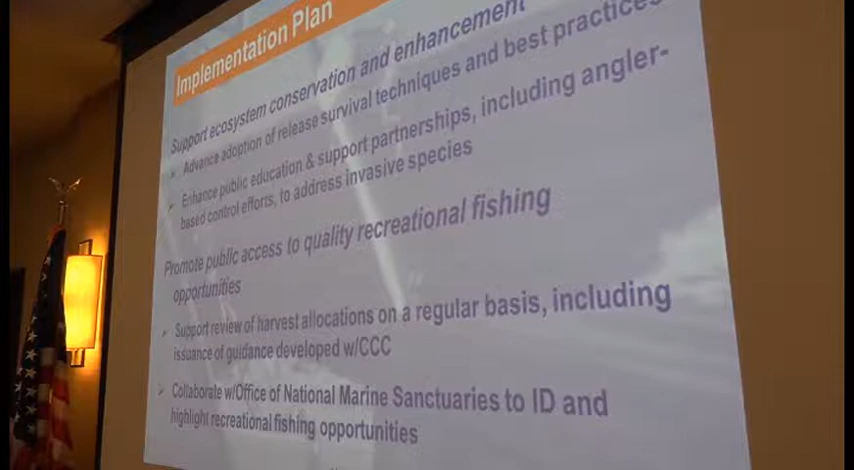 Implementation Plan
Support ecosystem conservation and enhancement
Advance adoption of release survival techniques and best practices
Enhance public education & support partnerships, including angler-
based control efforts, to address invasive species
Promote public access to quality recreational fishing
opportunities
Support review of harvest allocations on a regular basis, including
issuance of guidance developed w/CCC
Collaborate w/Office of National Marine Sanctuaries to ID and
highlight recreational fishing opportunities